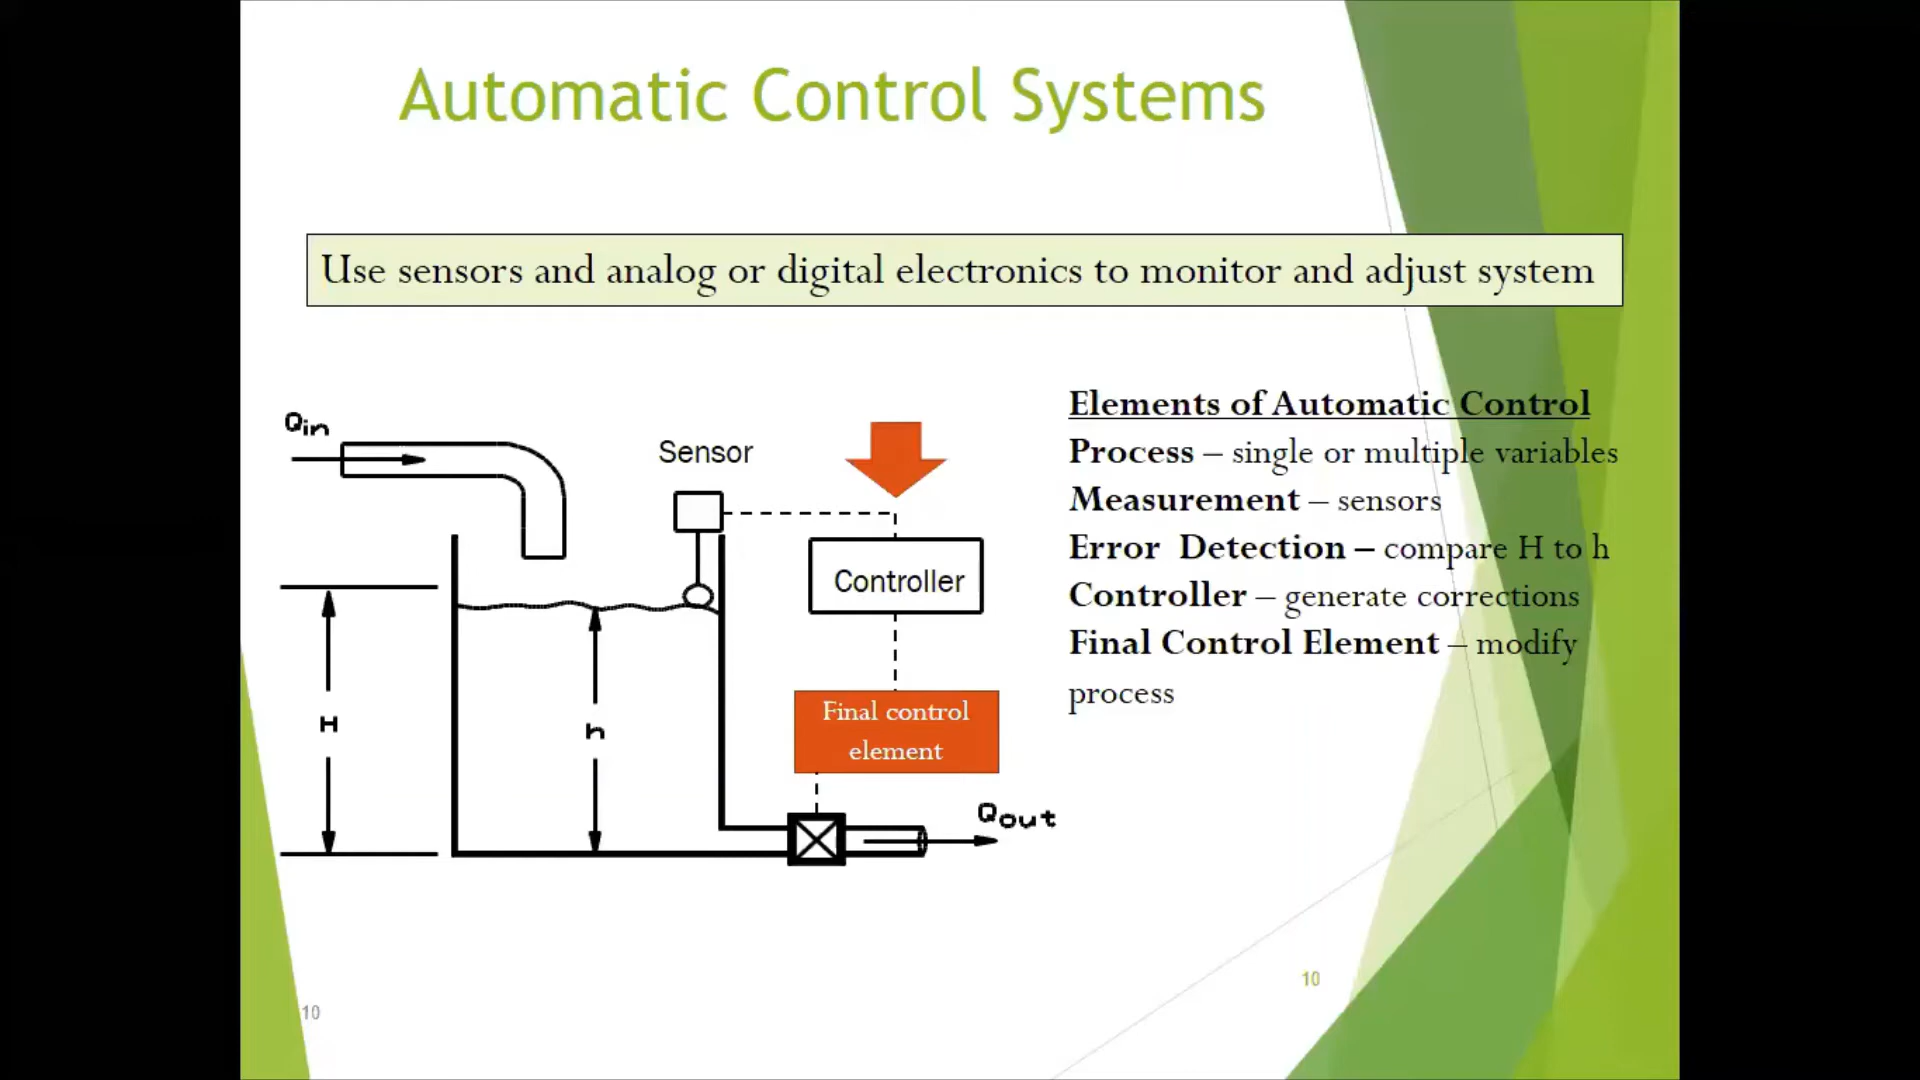 Automatic Control Systems
Use sensors and analog or digital electronics to monitor and adjust system
Qin
Sensor
Controller
H
h
Final control
element
Qout
Elements of Automatic Control
Process – single or multiple variables
Measurement – sensors
Error Detection – compare H to h
Controller – generate corrections
Final Control Element – modify
process
10
10